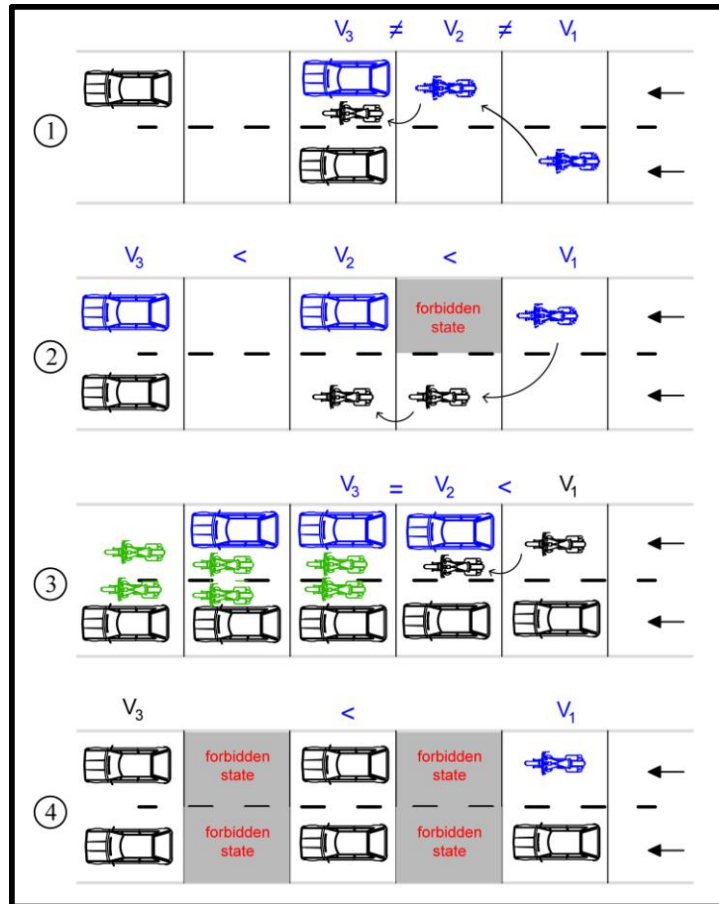 V₃ ≠ V₂ ≠ V₁
①
V₃ < V₂ < V₁
forbidden
state
②
V₃ = V₂ < V₁
③
V₃ < V₁
forbidden
state
forbidden
state
④
forbidden
state
forbidden
state